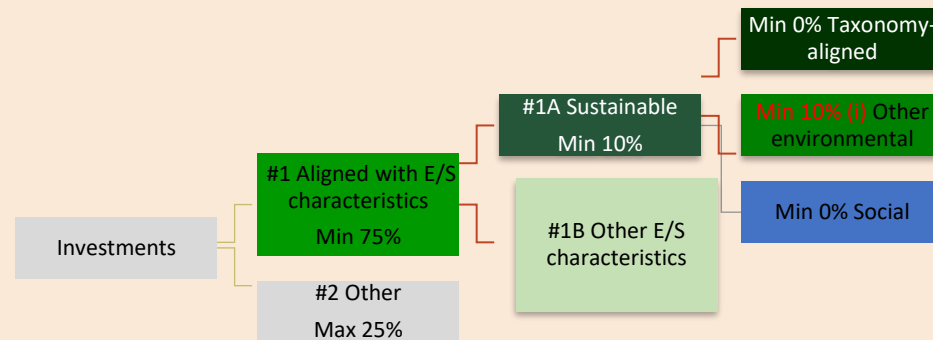 Min 0% Taxonomy-
aligned
#1A Sustainable
Min 10%
Min 10% (i) Other
environmental
#1 Aligned with E/S
characteristics
Min 75%
Min 0% Social
#1B Other E/S
characteristics
Investments
#2 Other
Max 25%